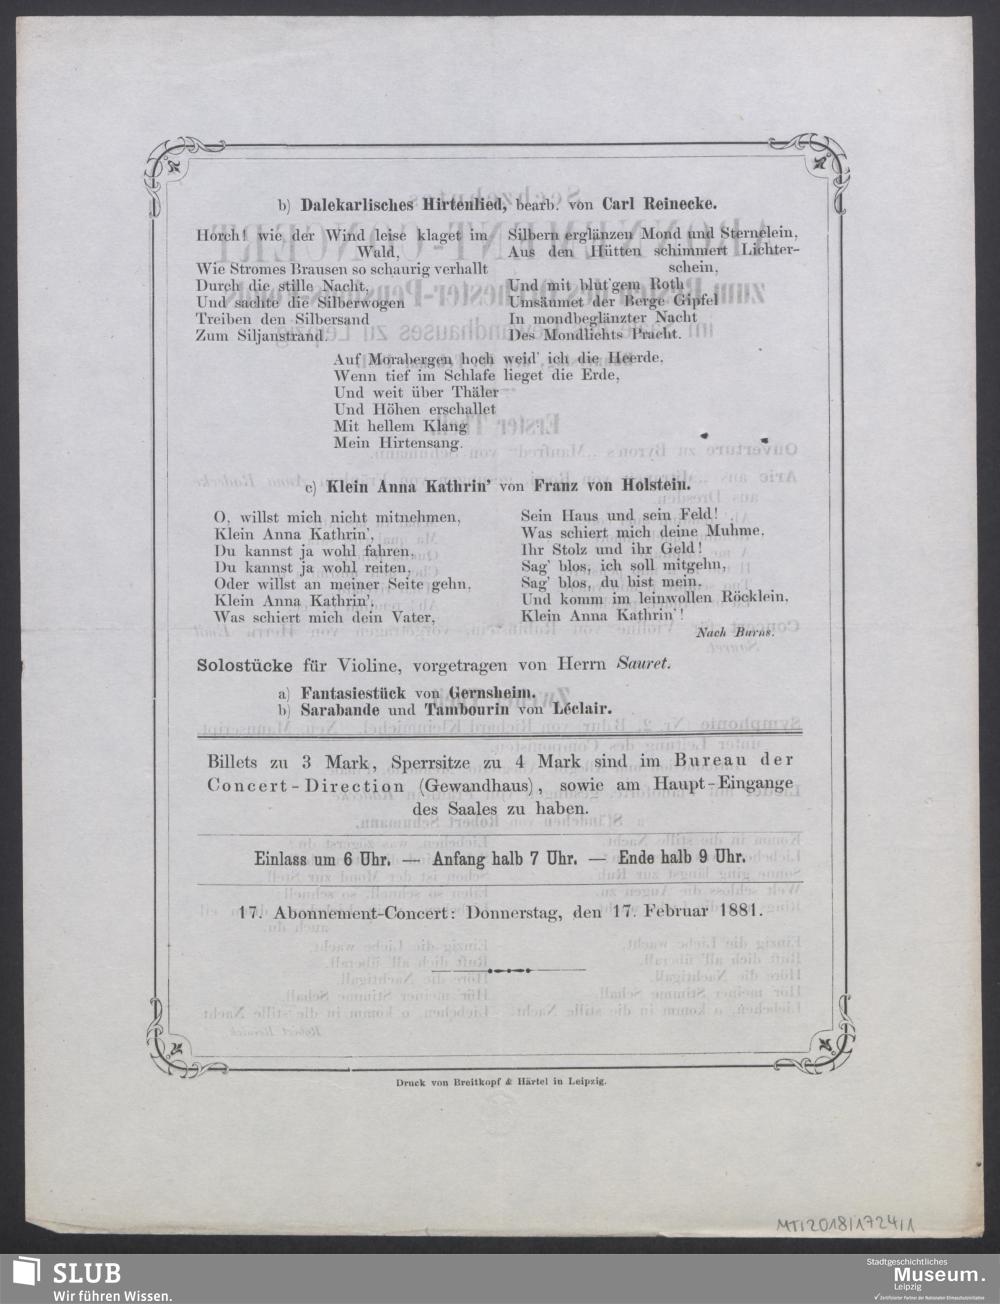 b) Dalekarlisches Hirtenlied, bearb. von Carl Reinecke.
Horch! wie der Wind leise klaget im
Wald,
Wie Stromes Brausen so schaurig verhallt
Durch die stille Nacht,
Und sachte die Silberwogen
Treiben den Silbersand
Zum Siljanstrand.
Silbern erglänzen Mond und Sternelein,
Aus den Hütten schimmert Lichter-
schein,
Und mit blut'gem Roth
Umsäumet der Berge Gipfel
In mondbeglänzter Nacht
Des Mondlichts Pracht.
Auf Morabergen hoch weid' ich die Heerde,
Wenn tief im Schlafe lieget die Erde,
Und weit über Thäler
Und Höhen erschallet
Mit hellem Klang
Mein Hirtensang.
c) Klein Anna Kathrin' von Franz von Holstein.
O, willst mich nicht mitnehmen,
Klein Anna Kathrin',
Du kannst ja wohl fahren,
Du kannst ja wohl reiten,
Oder willst an meiner Seite gehn,
Klein Anna Kathrin',
Was schiert mich dein Vater,
Sein Haus und sein Feld!
Was schiert mich deine Muhme,
Ihr Stolz und ihr Geld!
Sag' blos, ich soll mitgehn,
Sag' blos, du bist mein,
Und komm im leinwollen Röcklein,
Klein Anna Kathrin'!
Nach Burns.
Solostücke für Violine, vorgetragen von Herrn Sauret.
a) Fantasiestück von Gernsheim.
b) Sarabande und Tambourin von Léclair.
Billets zu 3 Mark, Sperrsitze zu 4 Mark sind im Bureau der
Concert-Direction (Gewandhaus), sowie am Haupt-Eingange
des Saales zu haben.
Einlass um 6 Uhr. — Anfang halb 7 Uhr. — Ende halb 9 Uhr.
17. Abonnement-Concert: Donnerstag, den 17. Februar 1881.
Druck von Breitkopf & Härtel in Leipzig.
MT/2018/1724/1
SLUB
Wir führen Wissen.
Stadtgeschichtliches
Museum.
Leipzig